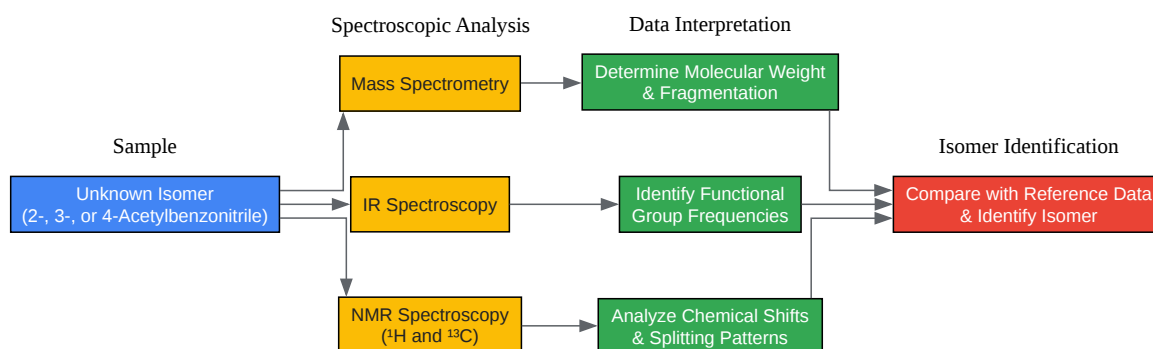 Spectroscopic Analysis
Data Interpretation
Mass Spectrometry
Determine Molecular Weight
& Fragmentation
Sample
Isomer Identification
Unknown Isomer
(2-, 3-, or 4-Acetylbenzonitrile)
IR Spectroscopy
Identify Functional
Group Frequencies
Compare with Reference Data
& Identify Isomer
NMR Spectroscopy
(¹H and ¹³C)
Analyze Chemical Shifts
& Splitting Patterns